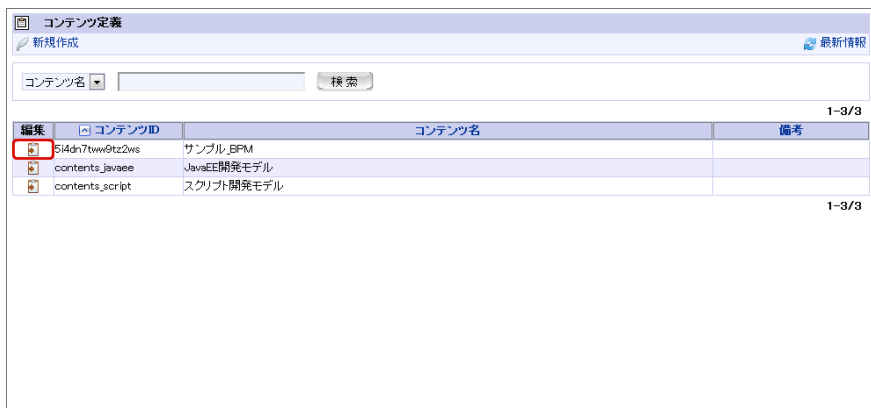 コンテンツ定義
新規作成 最新情報
コンテンツ名 検索
1-3/3
編集 コンテンツID コンテンツ名 備考
5i4dn7tww9tz2ws サンプル_BPM
contents_javaee JavaEE開発モデル
contents_script スクリプト開発モデル
1-3/3